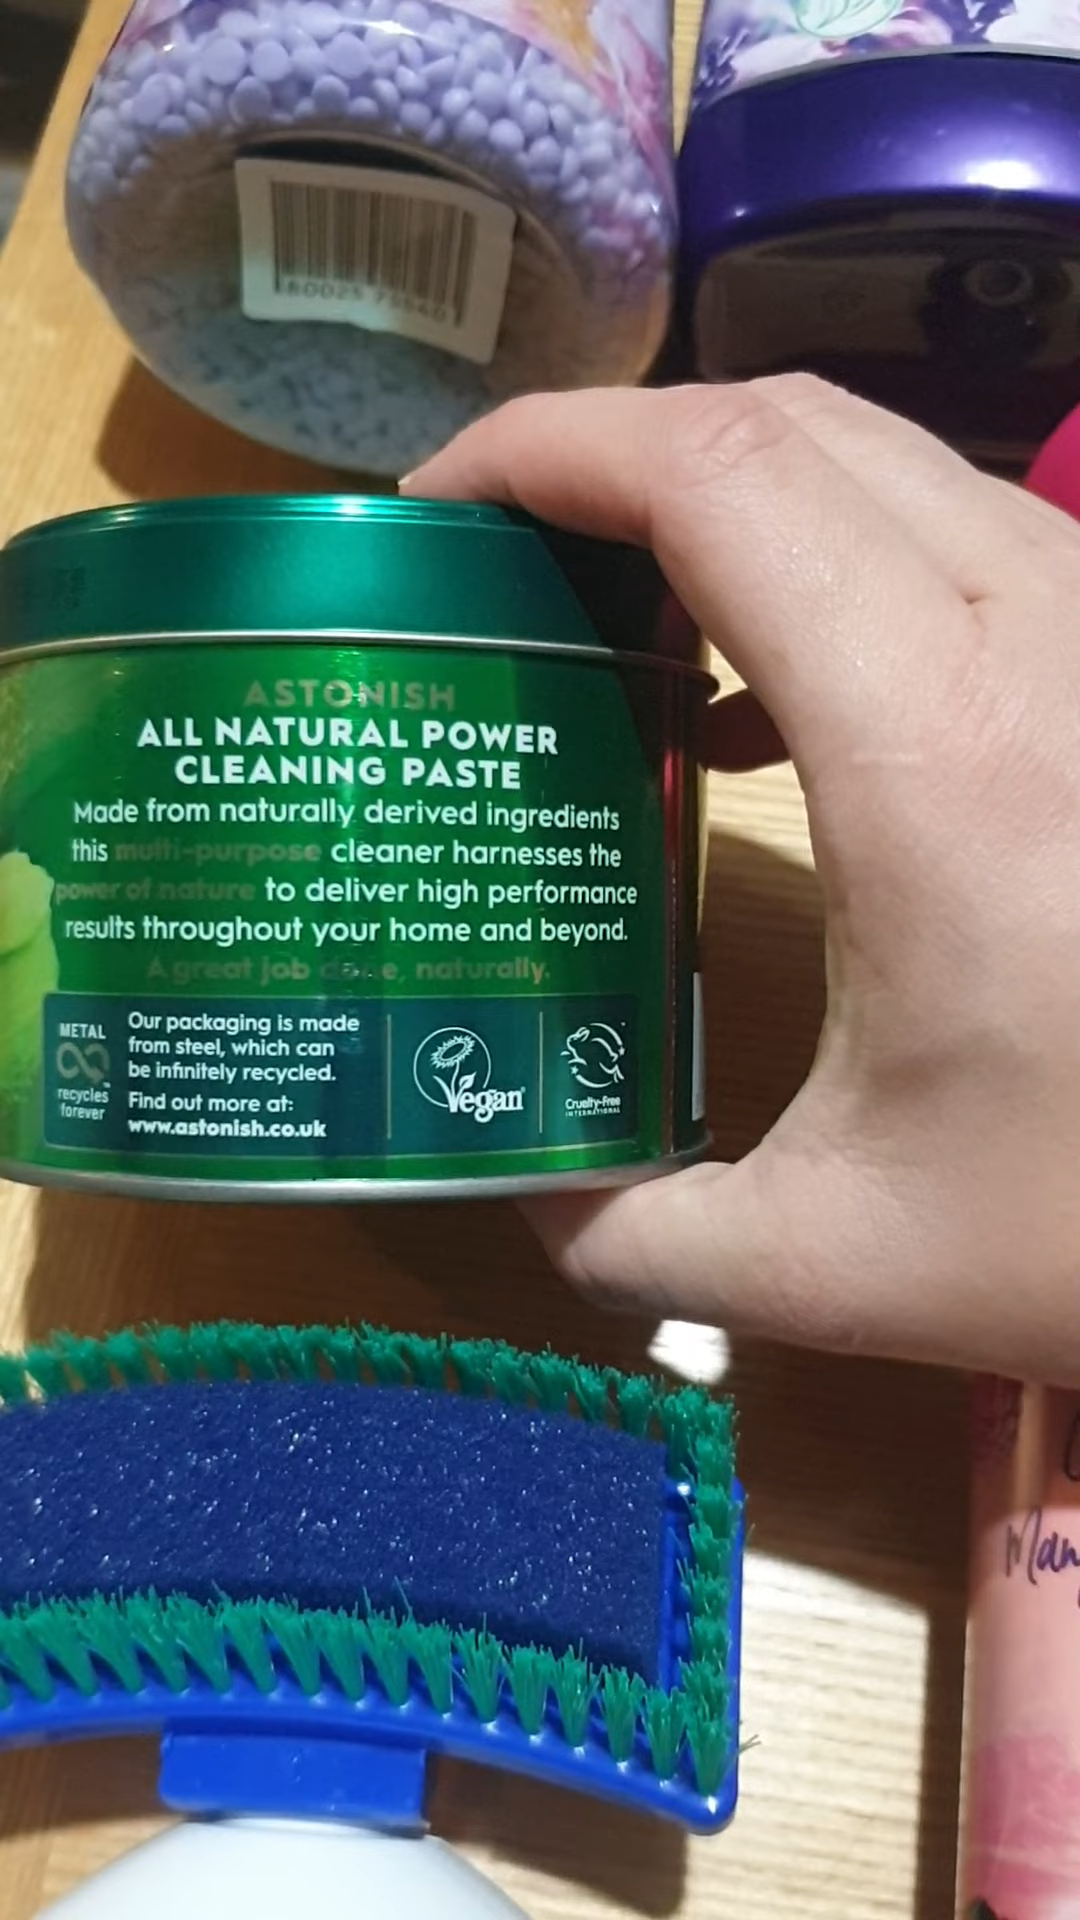 ASTONISH
ALL NATURAL POWER
CLEANING PASTE
Made from naturally derived ingredients
this multi-purpose cleaner harnesses the
power of nature to deliver high performance
results throughout your home and beyond.
A great job done, naturally.
METAL
recycles
forever™
Our packaging is made
from steel, which can
be infinitely recycled.
Find out more at:
www.astonish.co.uk
Vegan
Cruelty-Free
INTERNATIONAL